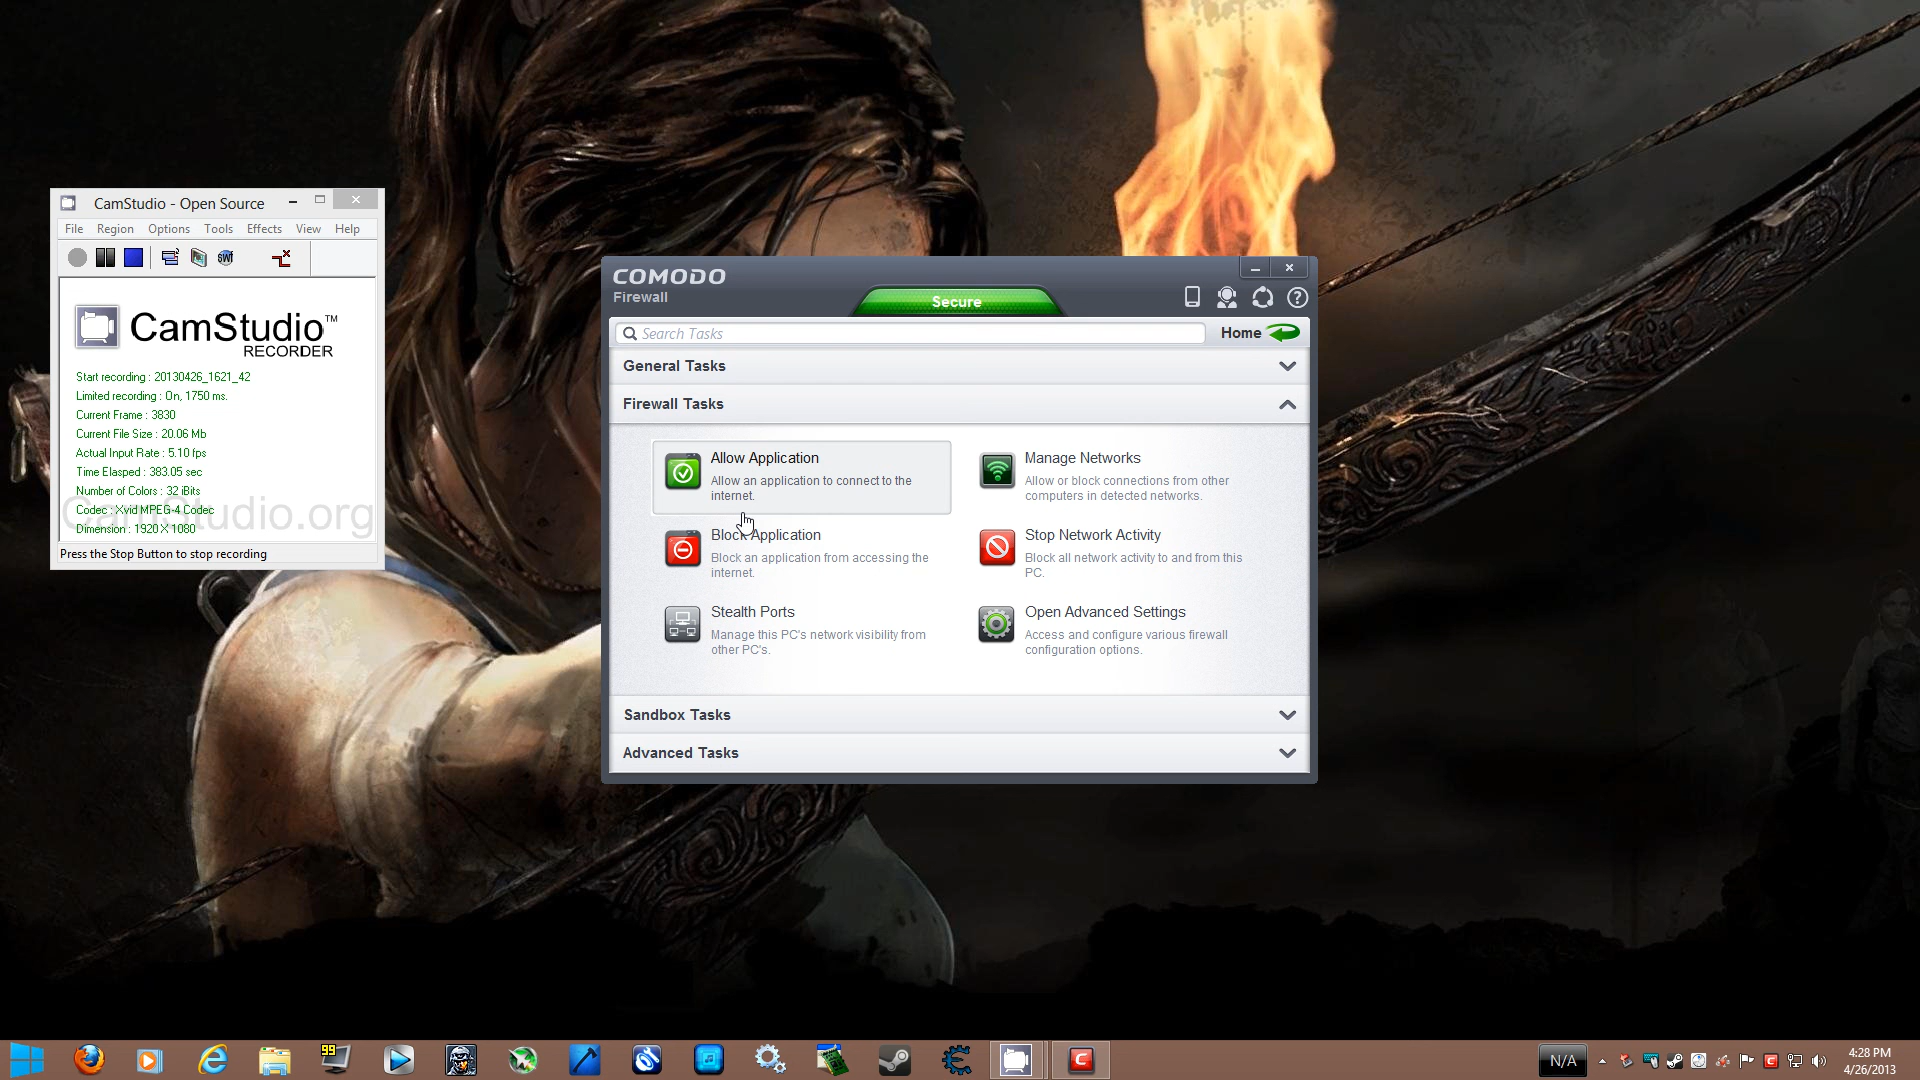 CamStudio - Open Source
File Region Options Tools Effects View Help
swf
CamStudio™
RECORDER
Start recording : 20130426_1621_42
Limited recording : On, 1750 ms.
Current Frame : 3830
Current File Size : 20.06 Mb
Actual Input Rate : 5.10 fps
Time Elasped : 383.05 sec
Number of Colors : 32 iBits
CamStudio.org
Codec : Xvid MPEG-4 Codec
Dimension : 1920 X 1080
Press the Stop Button to stop recording
COMODO
Firewall
Secure
Search Tasks
Home
General Tasks
Firewall Tasks
Allow Application
Allow an application to connect to the
internet.
Manage Networks
Allow or block connections from other
computers in detected networks.
Block Application
Block an application from accessing the
internet.
Stop Network Activity
Block all network activity to and from this
PC.
Stealth Ports
Manage this PC's network visibility from
other PC's.
Open Advanced Settings
Access and configure various firewall
configuration options.
Sandbox Tasks
Advanced Tasks
99
C
N/A
C
4:28 PM
4/26/2013